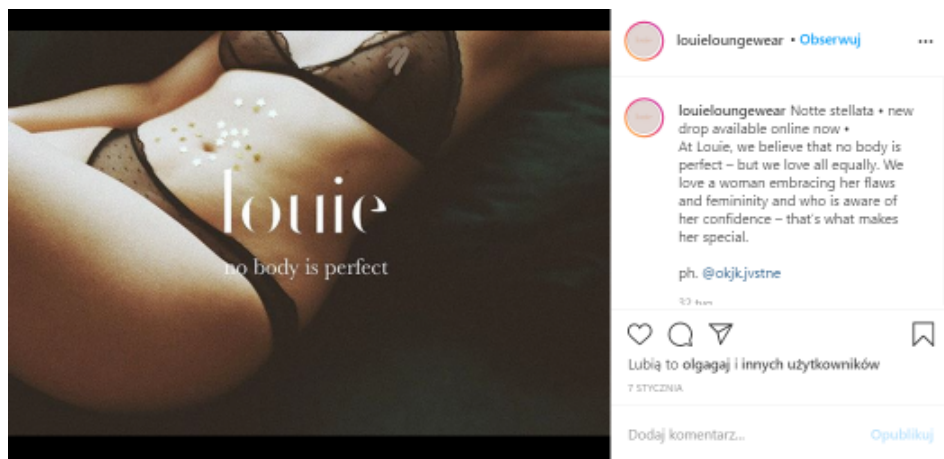 louie
no body is perfect
louieloungewear • Obserwuj
louieloungewear Notte stellata • new
drop available online now •
At Louie, we believe that no body is
perfect – but we love all equally. We
love a woman embracing her flaws
and femininity and who is aware of
her confidence – that's what makes
her special.
ph. @okjk.jvstne
Lubią to olgagaj i innych użytkowników
7 STYCZNIA
Dodaj komentarz...
Opublikuj